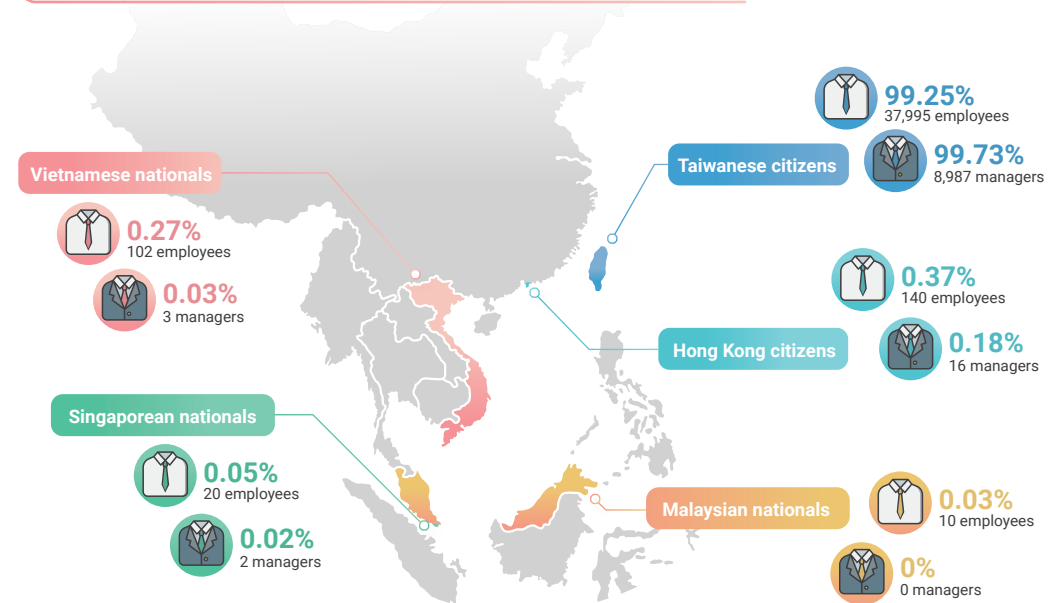 Vietnamese nationals
0.27%
102 employees
0.03%
3 managers
Singaporean nationals
0.05%
20 employees
0.02%
2 managers
99.25%
37,995 employees
Taiwanese citizens
99.73%
8,987 managers
0.37%
140 employees
Hong Kong citizens
0.18%
16 managers
Malaysian nationals
0.03%
10 employees
0%
0 managers